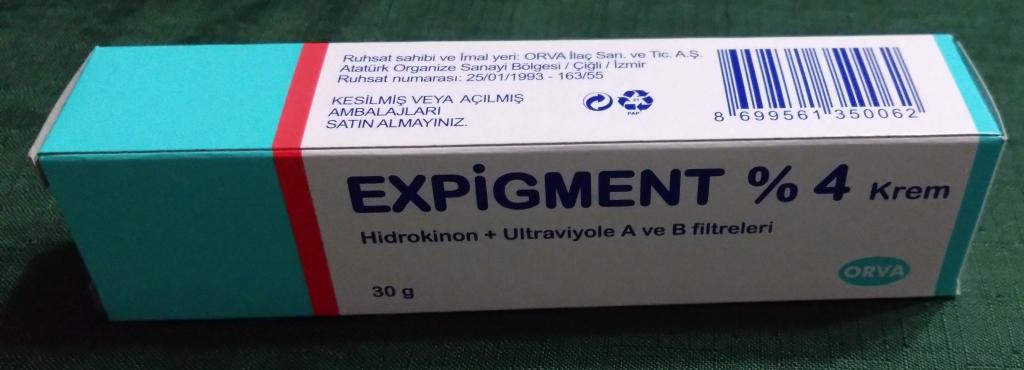 Ruhsat sahibi ve İmal yeri: ORVA İlaç San. ve Tic. A.Ş.
Atatürk Organize Sanayi Bölgesi / Çiğli / İzmir
Ruhsat numarası: 25/01/1993 - 163/55
KESİLMİŞ VEYA AÇILMIŞ
AMBALAJLARI
SATIN ALMAYINIZ.
PAP
8 699561 350062
EXPİGMENT % 4 Krem
Hidrokinon + Ultraviyole A ve B filtreleri
30 g
ORVA